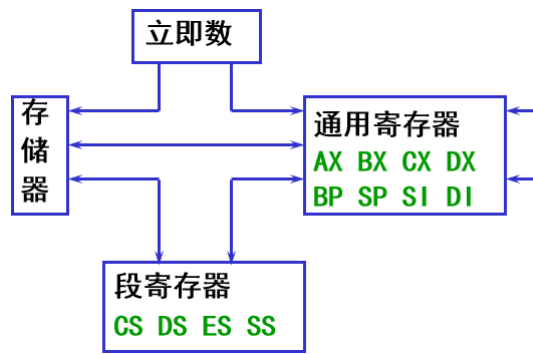 立即数
存
储
器
通用寄存器
AX BX CX DX
BP SP SI DI
段寄存器
CS DS ES SS